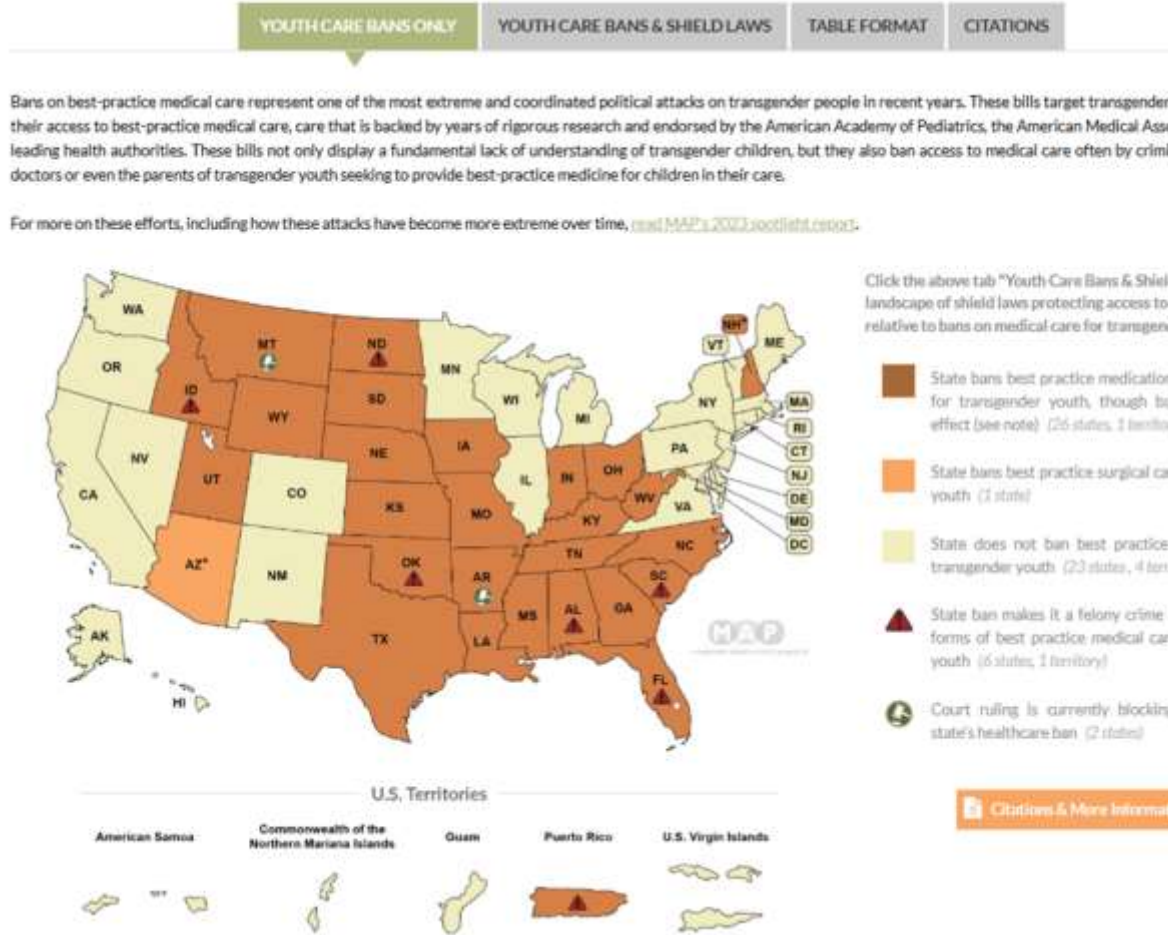 YOUTH CARE BANS ONLY
YOUTH CARE BANS & SHIELD LAWS
TABLE FORMAT
CITATIONS
Bans on best-practice medical care represent one of the most extreme and coordinated political attacks on transgender people in recent years. These bills target transgender
their access to best-practice medical care, care that is backed by years of rigorous research and endorsed by the American Academy of Pediatrics, the American Medical Asso
leading health authorities. These bills not only display a fundamental lack of understanding of transgender children, but they also ban access to medical care often by crimi
doctors or even the parents of transgender youth seeking to provide best-practice medicine for children in their care.
For more on these efforts, including how these attacks have become more extreme over time, read MAP's 2023 spotlight report.
Click the above tab "Youth Care Bans & Shiel
landscape of shield laws protecting access to
relative to bans on medical care for transgend
WA
OR
CA
NV
ID
MT
ND
MN
WY
SD
UT
CO
NE
IA
WI
MI
AZ*
NM
KS
MO
IL
IN
OH
KY
WV
VA
PA
NY
VT
NH*
ME
MA
RI
CT
NJ
DE
MD
DC
OK
AR
TN
NC
SC
TX
LA
MS
AL
GA
FL
AK
HI
MAP
State bans best practice medication
for transgender youth, though ba
effect (see note) (26 states, 1 territo
State bans best practice surgical ca
youth (1 state)
State does not ban best practice
transgender youth (23 states, 4 terr
State ban makes it a felony crime
forms of best practice medical car
youth (6 states, 1 territory)
Court ruling is currently blocking
state's healthcare ban (2 states)
Citations & More Informat
U.S. Territories
American Samoa
Commonwealth of the
Northern Mariana Islands
Guam
Puerto Rico
U.S. Virgin Islands